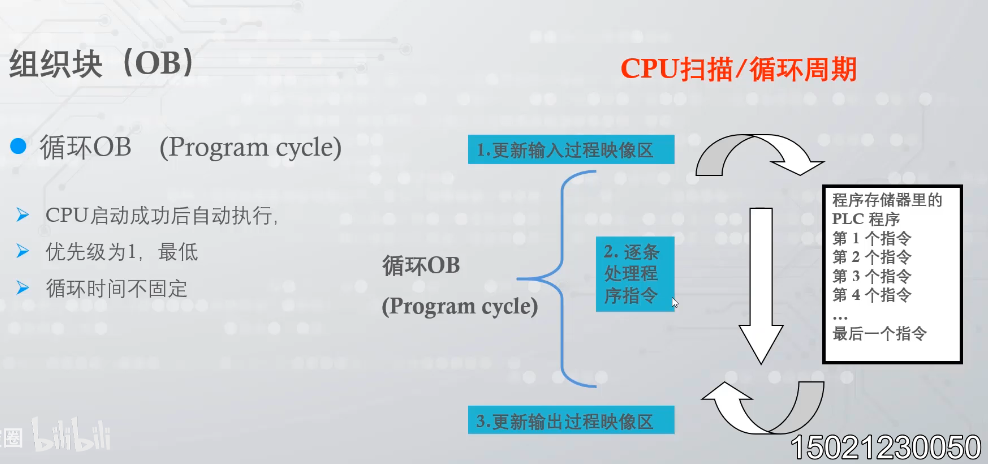 组织块（OB）
CPU扫描/循环周期
循环OB (Program cycle)
CPU启动成功后自动执行,
优先级为1，最低
循环时间不固定
1.更新输入过程映像区
循环OB
(Program cycle)
2. 逐条
处理程
序指令
3.更新输出过程映像区
程序存储器里的
PLC 程序
第 1 个指令
第 2 个指令
第 3 个指令
第 4 个指令
...
最后一个指令
圈 bilibili
15021230050